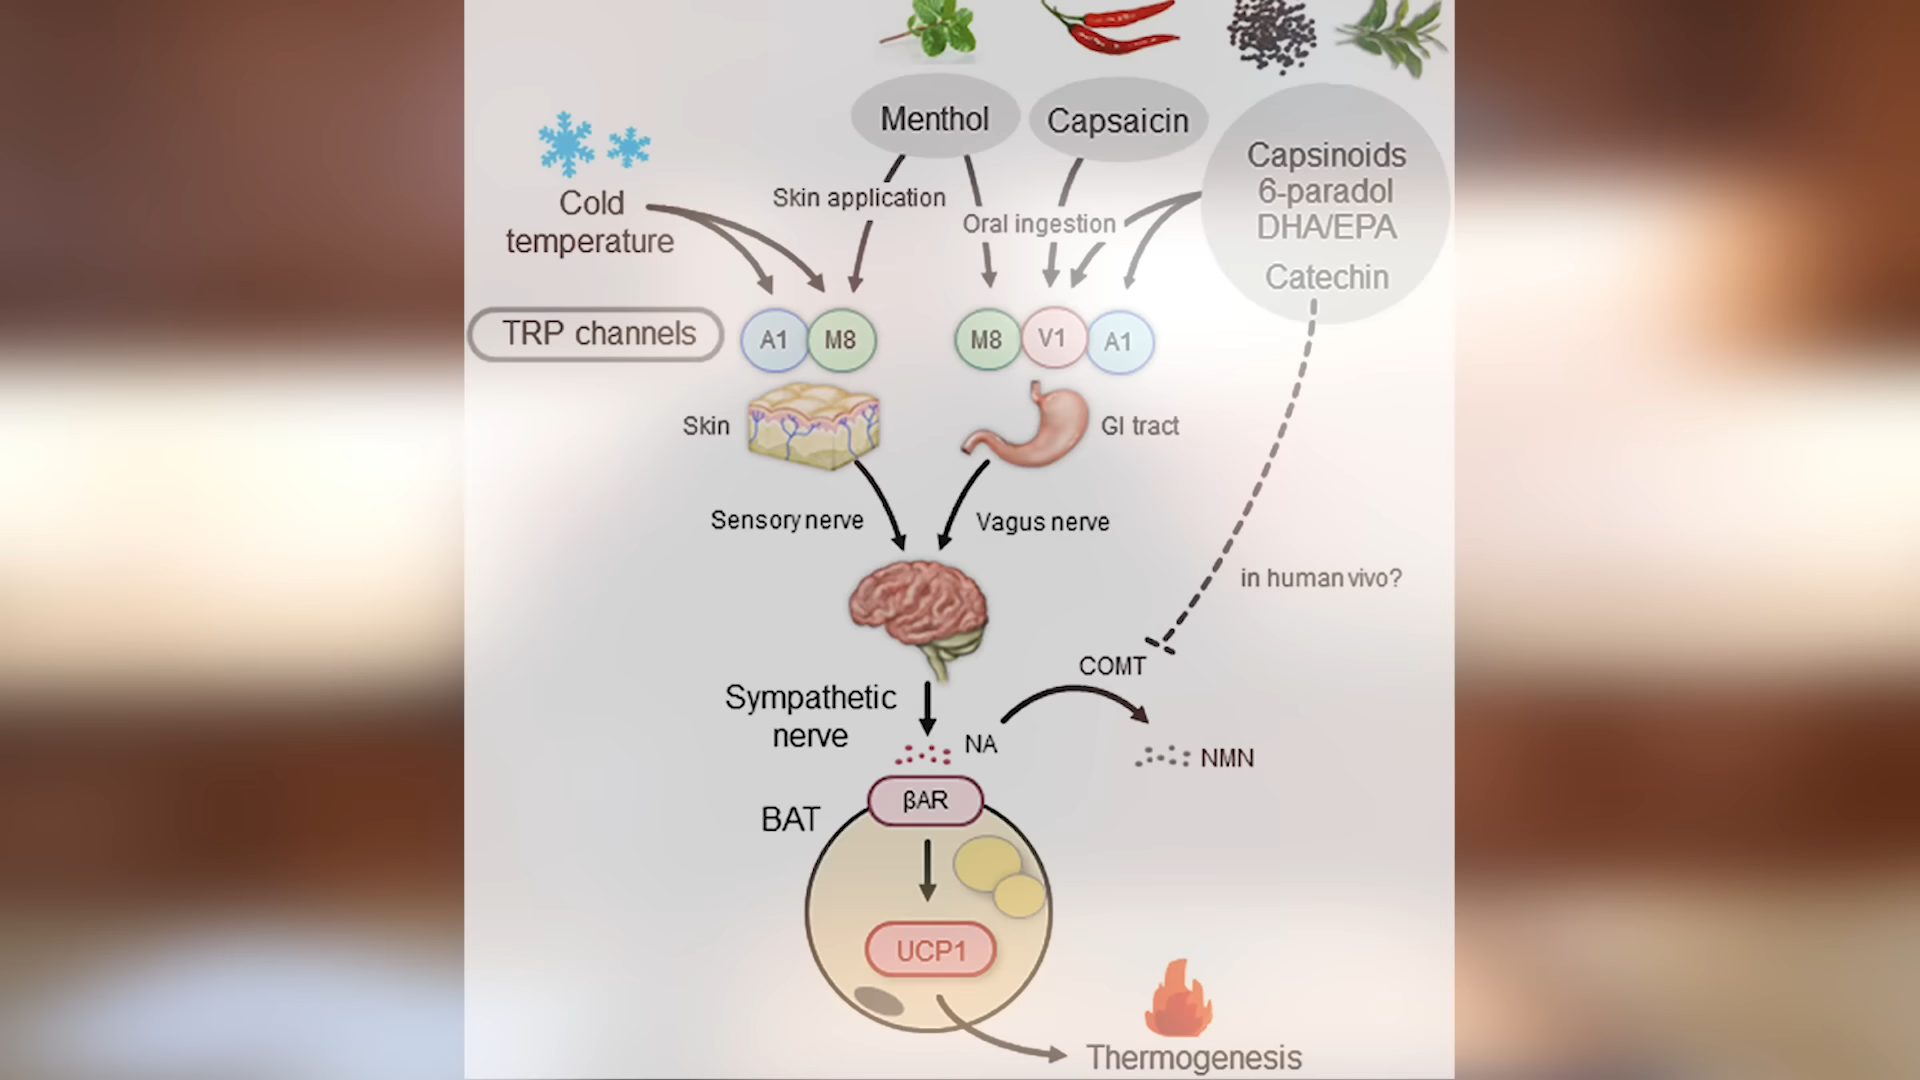 Menthol
Capsaicin
Capsinoids
6-paradol
DHA/EPA
Catechin
Cold
temperature
Skin application
Oral ingestion
TRP channels
A1
M8
M8
V1
A1
Skin
GI tract
Sensory nerve
Vagus nerve
in human vivo?
COMT
Sympathetic
nerve
NA
NMN
βAR
BAT
UCP1
Thermogenesis